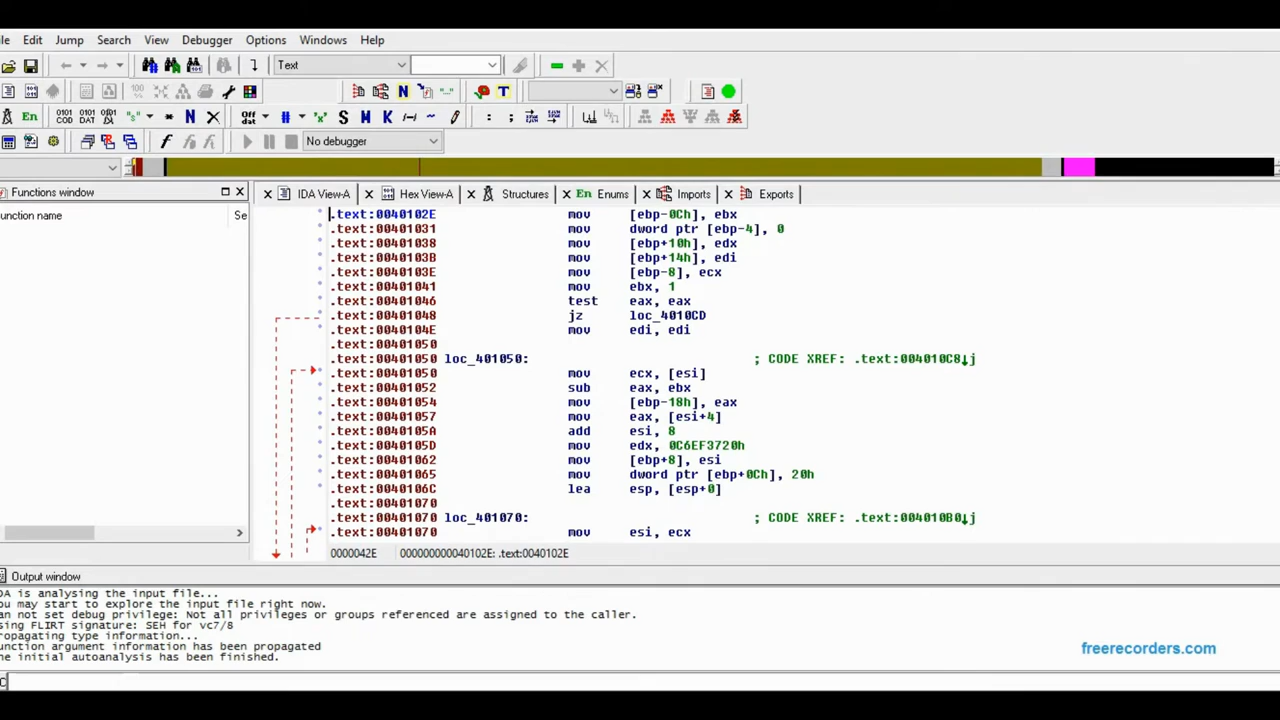 le Edit Jump Search View Debugger Options Windows Help
Text
En Off
No debugger
Functions window IDA View-A Hex View-A Structures En Enums Imports Exports
unction name Se
.text:0040102E mov [ebp-0Ch], ebx
.text:00401031 mov dword ptr [ebp-4], 0
.text:00401038 mov [ebp+10h], edx
.text:0040103B mov [ebp+14h], edi
.text:0040103E mov [ebp-8], ecx
.text:00401041 mov ebx, 1
.text:00401046 test eax, eax
.text:00401048 jz loc_4010CD
.text:0040104E mov edi, edi
.text:00401050
.text:00401050 loc_401050: ; CODE XREF: .text:004010C8↓j
.text:00401050 mov ecx, [esi]
.text:00401052 sub eax, ebx
.text:00401054 mov [ebp-18h], eax
.text:00401057 mov eax, [esi+4]
.text:0040105A add esi, 8
.text:0040105D mov edx, 0C6EF3720h
.text:00401062 mov [ebp+8], esi
.text:00401065 mov dword ptr [ebp+0Ch], 20h
.text:0040106C lea esp, [esp+0]
.text:00401070
.text:00401070 loc_401070: ; CODE XREF: .text:004010B0↓j
.text:00401070 mov esi, ecx
0000042E 000000000040102E: .text:0040102E
Output window
DA is analysing the input file...
ou may start to explore the input file right now.
an not set debug privilege: Not all privileges or groups referenced are assigned to the caller.
sing FLIRT signature: SEH for vc7/8
ropagating type information...
unction argument information has been propagated
he initial autoanalysis has been finished.
freerecorders.com
C